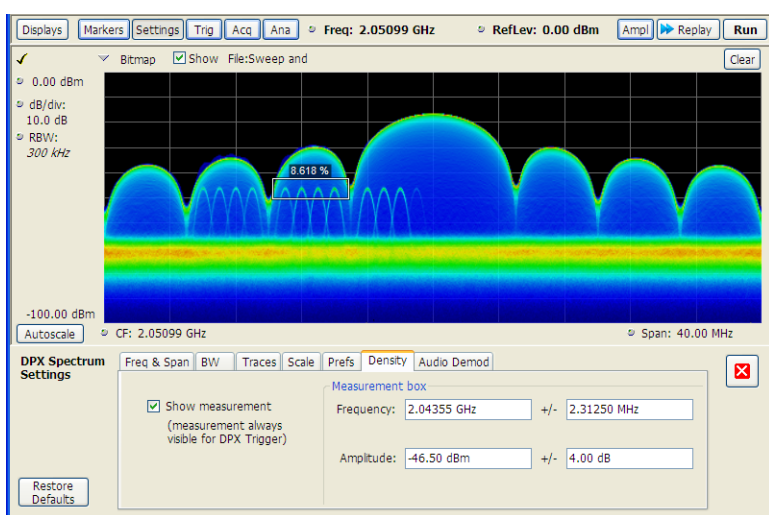 Displays Markers Settings Trig Acq Ana Freq: 2.05099 GHz RefLev: 0.00 dBm Ampl Replay Run
Bitmap Show File:Sweep and Clear
0.00 dBm
dB/div:
10.0 dB
RBW:
300 kHz
8.618 %
-100.00 dBm
Autoscale CF: 2.05099 GHz Span: 40.00 MHz
DPX Spectrum
Settings
Freq & Span BW Traces Scale Prefs Density Audio Demod
Measurement box
Show measurement
(measurement always
visible for DPX Trigger)
Frequency: 2.04355 GHz +/- 2.31250 MHz
Amplitude: -46.50 dBm +/- 4.00 dB
Restore
Defaults